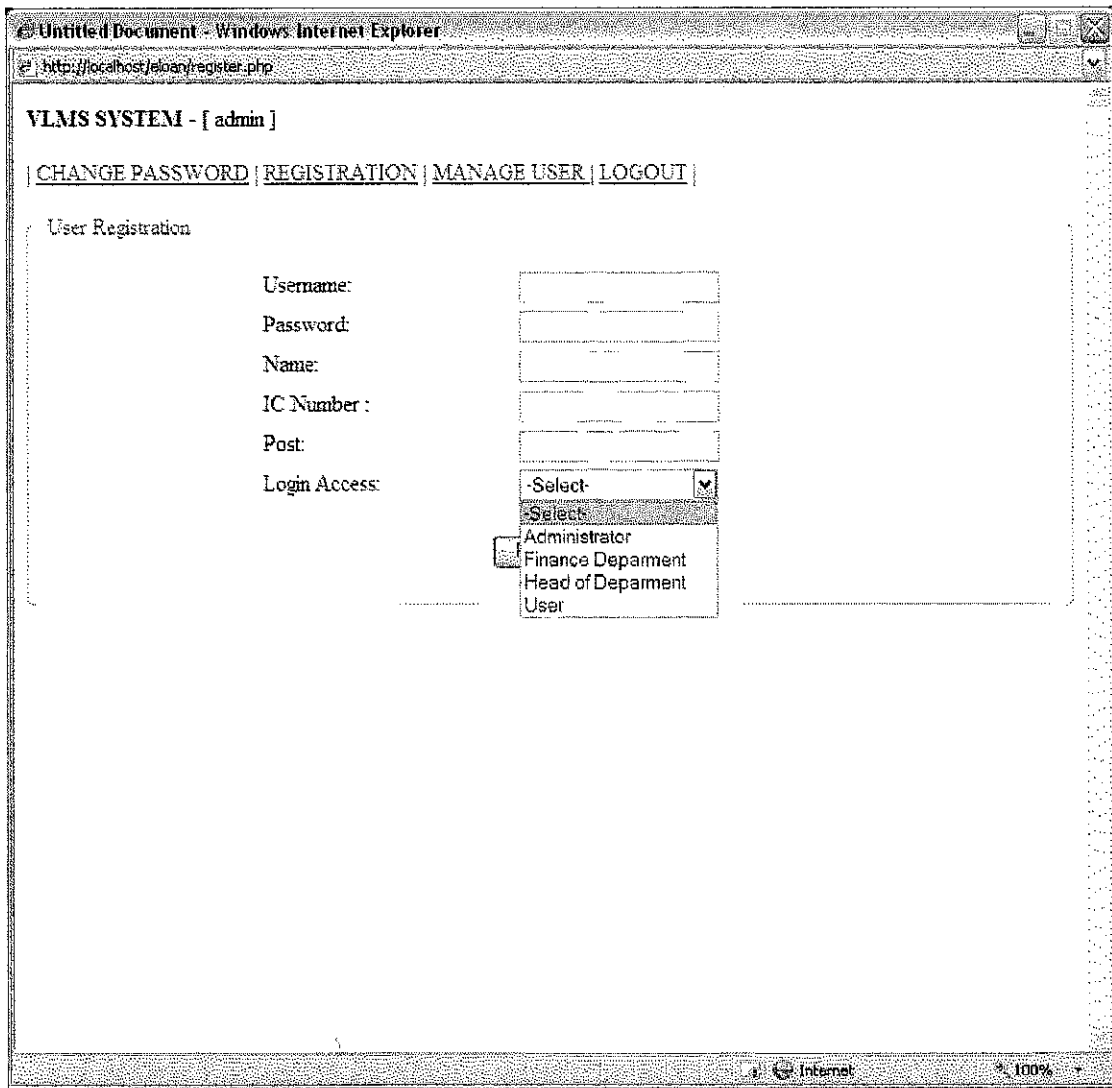 Untitled Document - Windows Internet Explorer
http://localhost/eloan/register.php
VLMS SYSTEM - [ admin ]
| CHANGE PASSWORD | REGISTRATION | MANAGE USER | LOGOUT |
User Registration
Username:
Password:
Name:
IC Number :
Post:
Login Access:
-Select-
-Select-
Administrator
Finance Deparment
Head of Deparment
User
Internet
100%